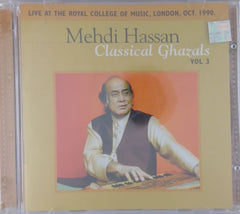 LIVE AT THE ROYAL COLLEGE OF MUSIC, LONDON, OCT. 1990.
Mehdi Hassan
Classical Ghazals
VOL 3